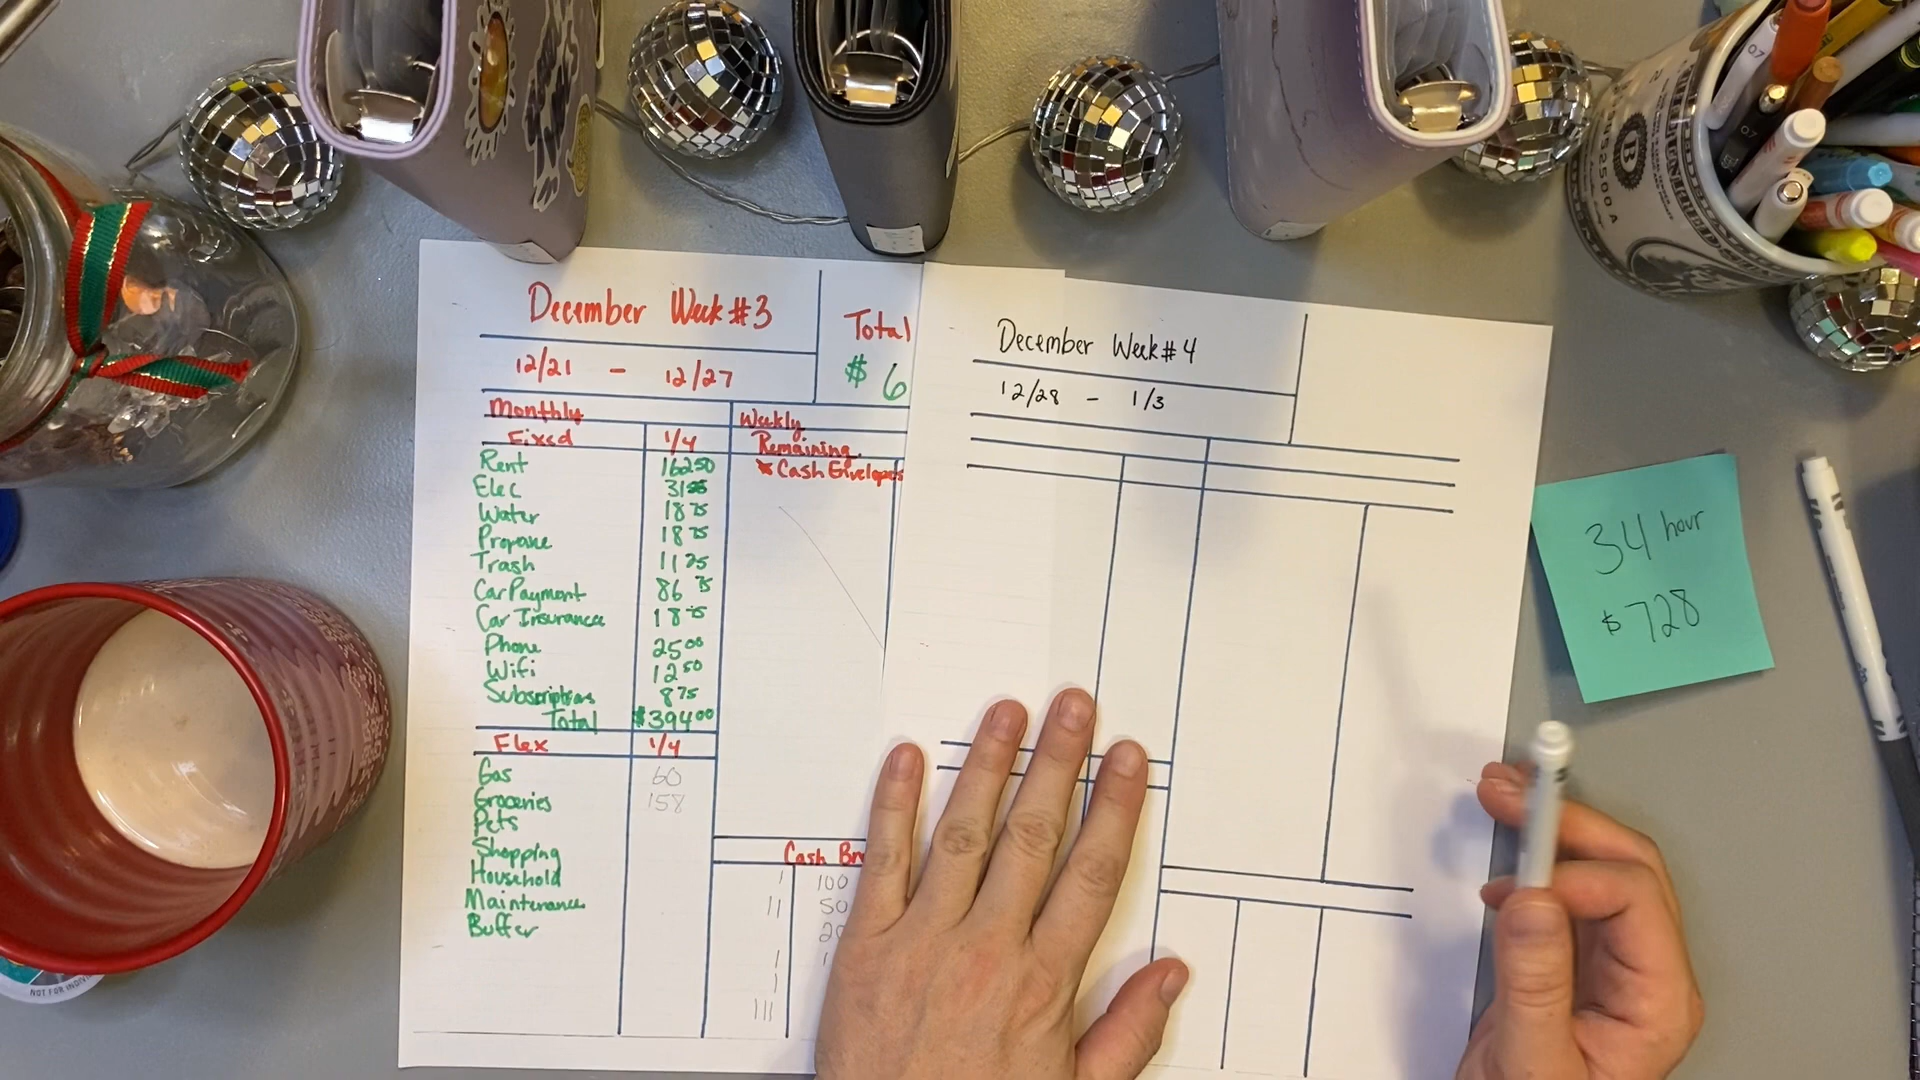 December Week #3
12/21 - 12/27
Total
$ 6
Monthly
Weekly
Fixed 1/4
Remaining
Cash Envelopes
Rent 162 50
Elec
Water 18 75
Propane 18 75
Trash 11 25
Car Payment 86 75
Car Insurance 18 75
Phone 25 00
Wifi 12 50
Subscriptions 8 75
Total $394 00
Flex 1/4
Gas 60
Groceries 158
Pets
Shopping
Household
Maintenance
Buffer
Cash
100
50
December Week #4
12/28 - 1/3
34 hour
$728
NOT FOR